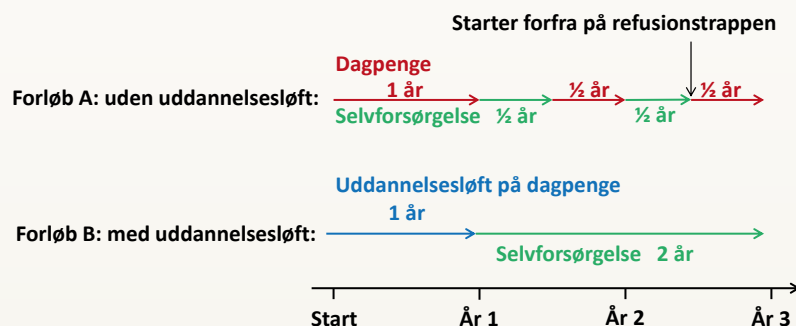 Starter forfra på refusionstrappen
Dagpenge
Forløb A: uden uddannelsesløft:
1 år
½ år
½ år
Selvforsørgelse ½ år
½ år
Uddannelsesløft på dagpenge
1 år
Forløb B: med uddannelsesløft:
Selvforsørgelse 2 år
Start
År 1
År 2
År 3